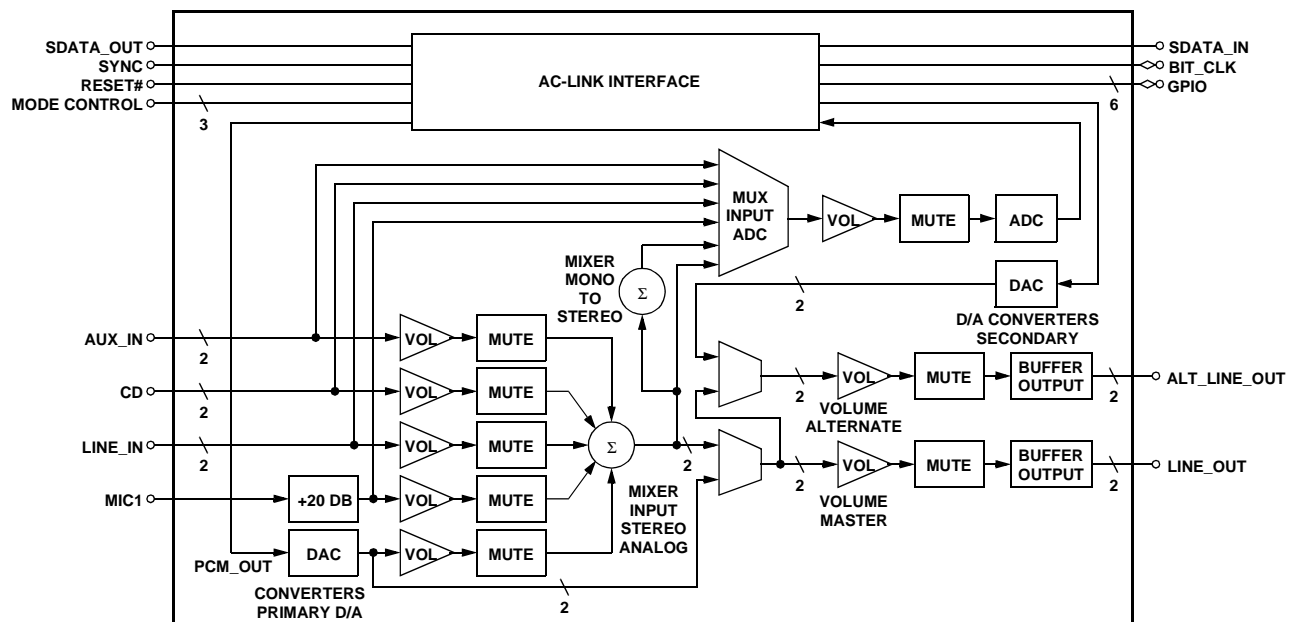 SDATA_OUT
SYNC
RESET#
MODE CONTROL
3
AC-LINK INTERFACE
SDATA_IN
BIT_CLK
GPIO
6
MUX
INPUT
ADC
VOL
MUTE
ADC
MIXER
MONO
TO
STEREO
Σ
2
DAC
D/A CONVERTERS
SECONDARY
AUX_IN
2
VOL
MUTE
2
VOL
MUTE
BUFFER
OUTPUT
2
ALT_LINE_OUT
VOLUME
ALTERNATE
CD
2
VOL
MUTE
LINE_IN
2
VOL
MUTE
Σ
2
2
VOL
MUTE
BUFFER
OUTPUT
2
LINE_OUT
VOLUME
MASTER
MIC1
+20 DB
VOL
MUTE
MIXER
INPUT
STEREO
ANALOG
PCM_OUT
DAC
VOL
MUTE
2
CONVERTERS
PRIMARY D/A